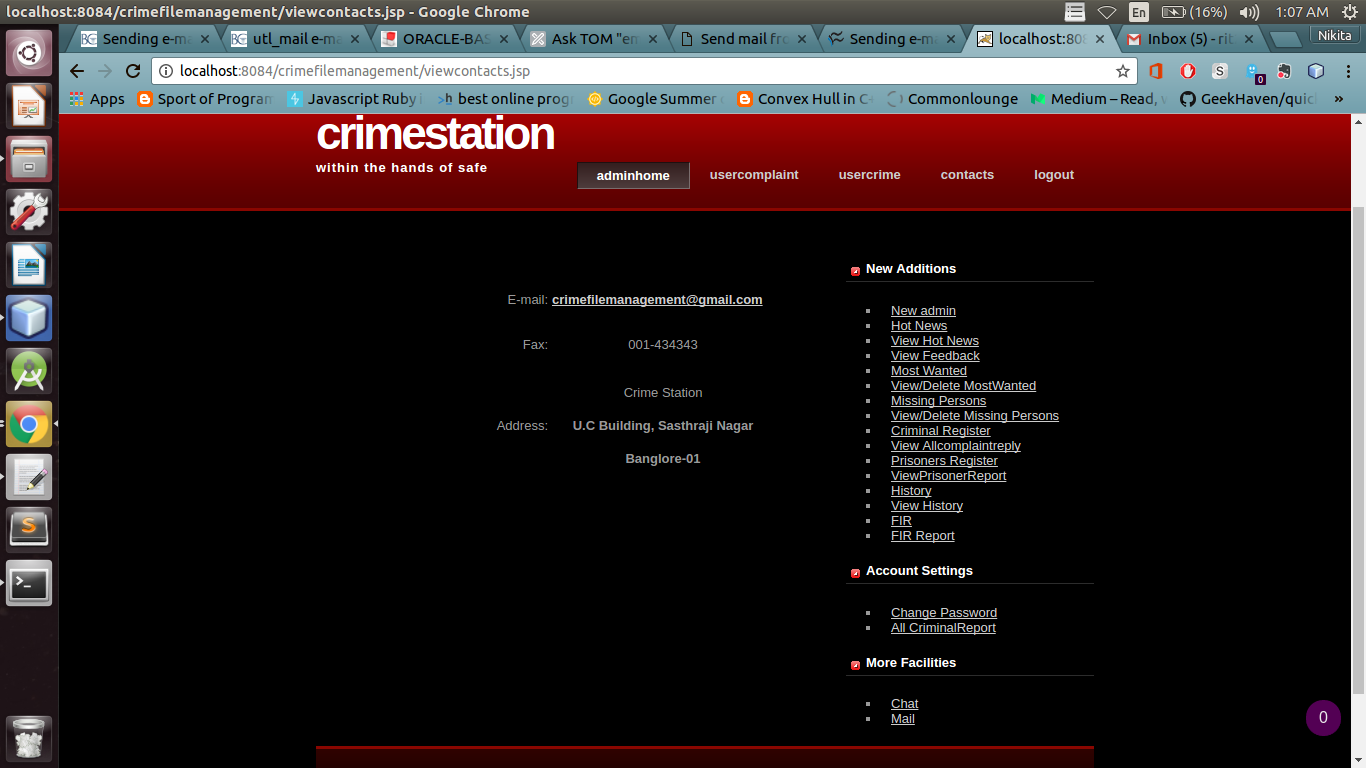 localhost:8084/crimefilemanagement/viewcontacts.jsp - Google Chrome
En (16%) 1:07 AM
Sending e-ma
utl_mail e-ma
ORACLE-BAS
Ask TOM "em
Send mail fro
Sending e-ma
localhost:808
Inbox (5) - rit
Nikita
localhost:8084/crimefilemanagement/viewcontacts.jsp
S
0
Apps
Sport of Program
Javascript Ruby
best online prog
Google Summer
Convex Hull in C+
Commonlounge
Medium – Read, w
GeekHaven/quic
»
crimestation
within the hands of safe
adminhome usercomplaint usercrime contacts logout
E-mail: crimefilemanagement@gmail.com
Fax: 001-434343
Crime Station
Address: U.C Building, Sasthraji Nagar
Banglore-01
New Additions
New admin
Hot News
View Hot News
View Feedback
Most Wanted
View/Delete MostWanted
Missing Persons
View/Delete Missing Persons
Criminal Register
View Allcomplaintreply
Prisoners Register
ViewPrisonerReport
History
View History
FIR
FIR Report
Account Settings
Change Password
All CriminalReport
More Facilities
Chat
Mail
0